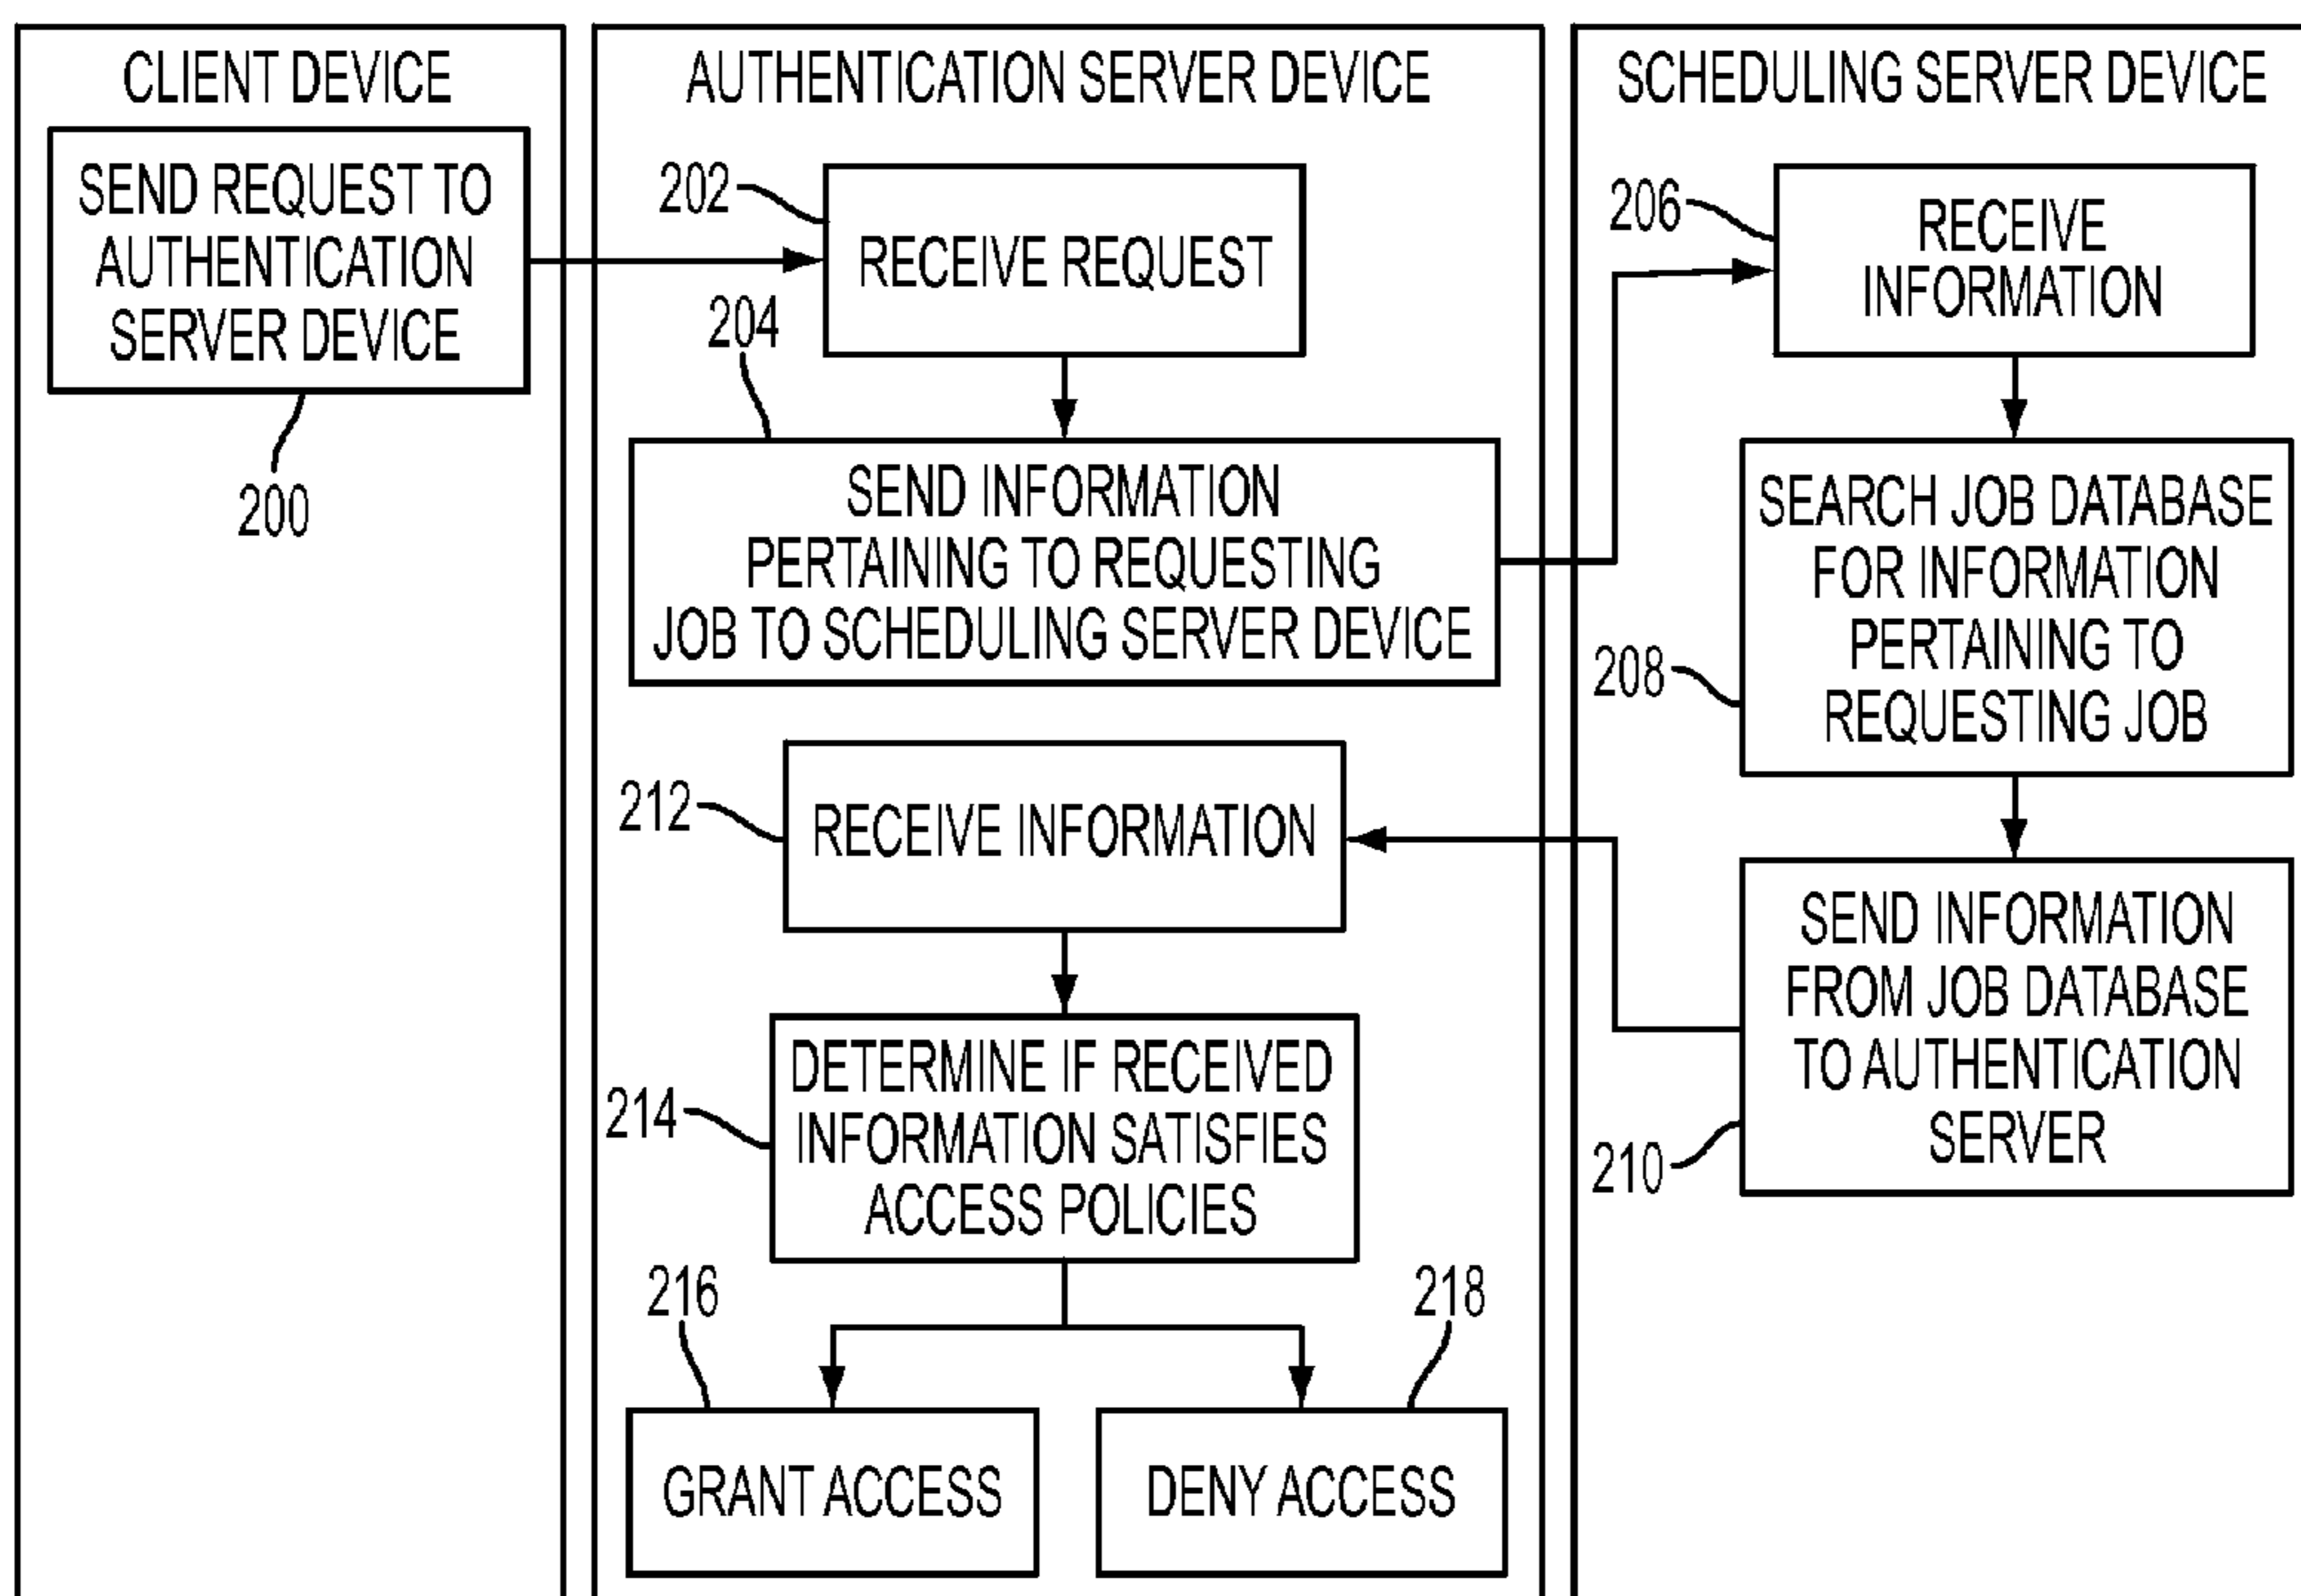 CLIENT DEVICE
SEND REQUEST TO
AUTHENTICATION
SERVER DEVICE
200
AUTHENTICATION SERVER DEVICE
202
RECEIVE REQUEST
204
SEND INFORMATION
PERTAINING TO REQUESTING
JOB TO SCHEDULING SERVER DEVICE
212
RECEIVE INFORMATION
214
DETERMINE IF RECEIVED
INFORMATION SATISFIES
ACCESS POLICIES
216
218
GRANT ACCESS
DENY ACCESS
SCHEDULING SERVER DEVICE
206
RECEIVE
INFORMATION
SEARCH JOB DATABASE
FOR INFORMATION
PERTAINING TO
REQUESTING JOB
208
SEND INFORMATION
FROM JOB DATABASE
TO AUTHENTICATION
SERVER
210